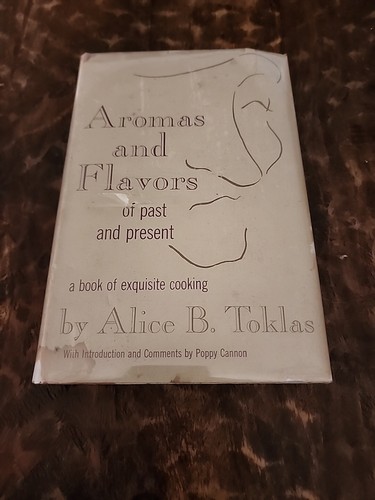 Aromas
and
Flavors
of past
and present
a book of exquisite cooking
by Alice B. Toklas
With Introduction and Comments by Poppy Cannon